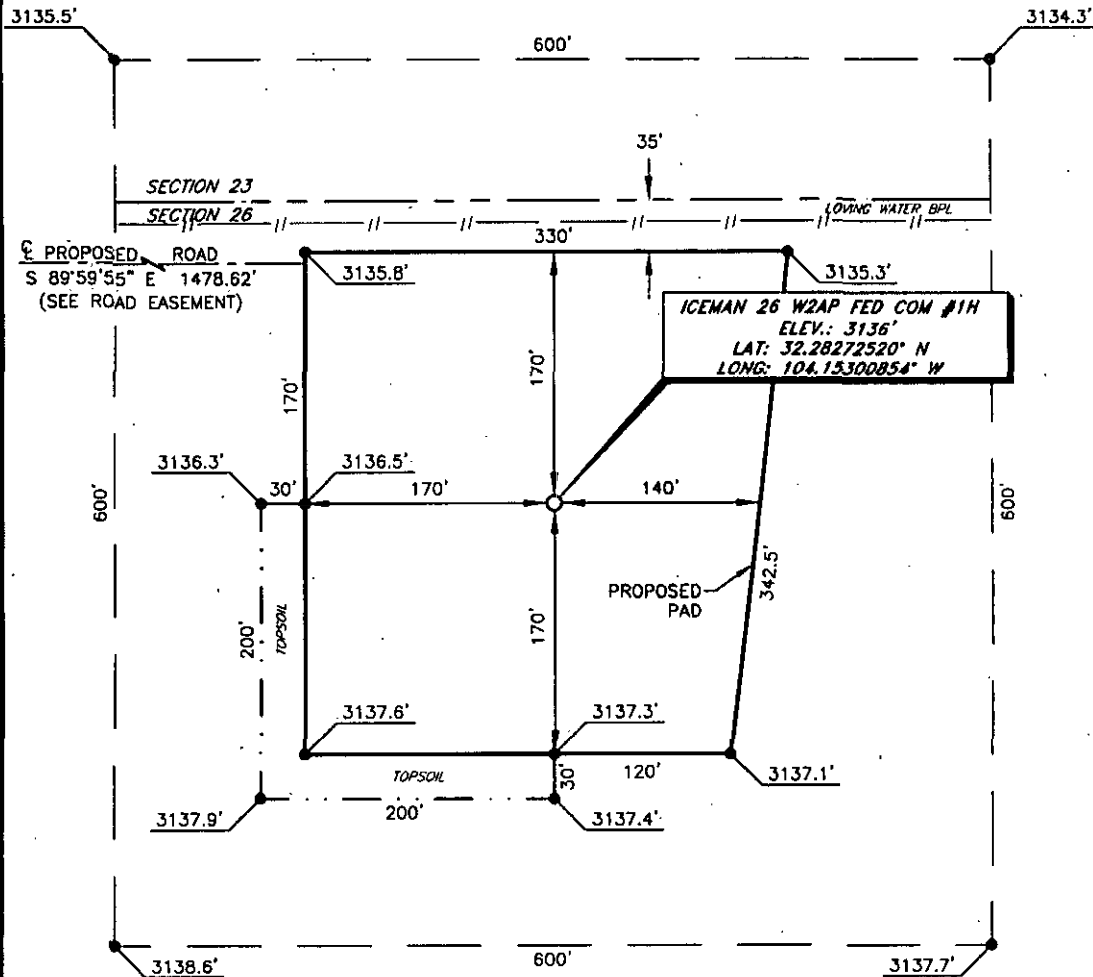 3135.5'
3134.3'
600'
35'
SECTION 23
SECTION 26
LOVING WATER BPL
330'
℄ PROPOSED ROAD
S 89°59'55" E 1478.62'
(SEE ROAD EASEMENT)
3135.8'
3135.3'
ICEMAN 26 W2AP FED COM #1H
ELEV.: 3136'
LAT: 32.28272520° N
LONG: 104.15300854° W
170'
170'
3136.3'
3136.5'
30'
170'
140'
600'
600'
342.5'
PROPOSED
PAD
170'
200'
TOPSOIL
3137.6'
3137.3'
TOPSOIL
30'
120'
3137.1'
200'
3137.9'
3137.4'
3138.6'
600'
3137.7'